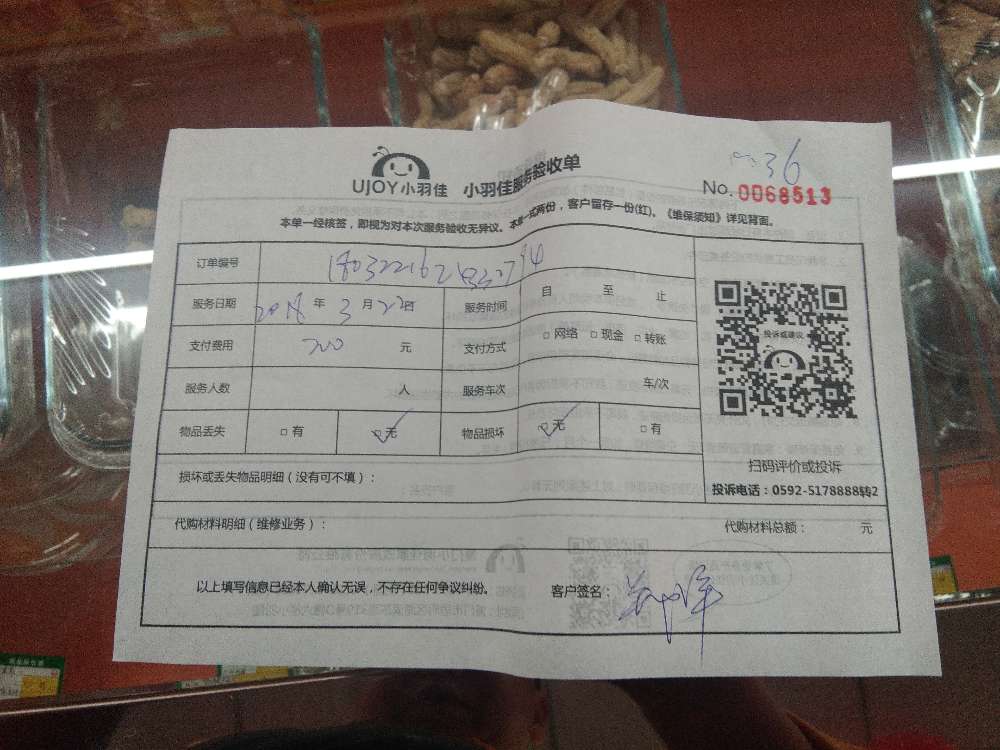 36
UJOY小羽佳 小羽佳服务验收单
No. 0068513
本单一经核签，即视为对本次服务验收无异议。本单一式两份，客户留存一份(红)。《维保须知》详见背面。
订单编号
服务日期 2018 年 3 月 22日 服务时间 自 至 止
支付费用 200 元 支付方式 □ 网络 □ 现金 □ 转账
服务人数 人 服务车次 车/次
物品丢失 □ 有 □ 无 物品损坏 □ 无 □ 有
投诉或建议
扫码评价或投诉
投诉电话：0592-5178888转2
损坏或丢失物品明细（没有可不填）：
代购材料明细（维修业务）： 代购材料总额： 元
以上填写信息已经本人确认无误，不存在任何争议纠纷。 客户签名：